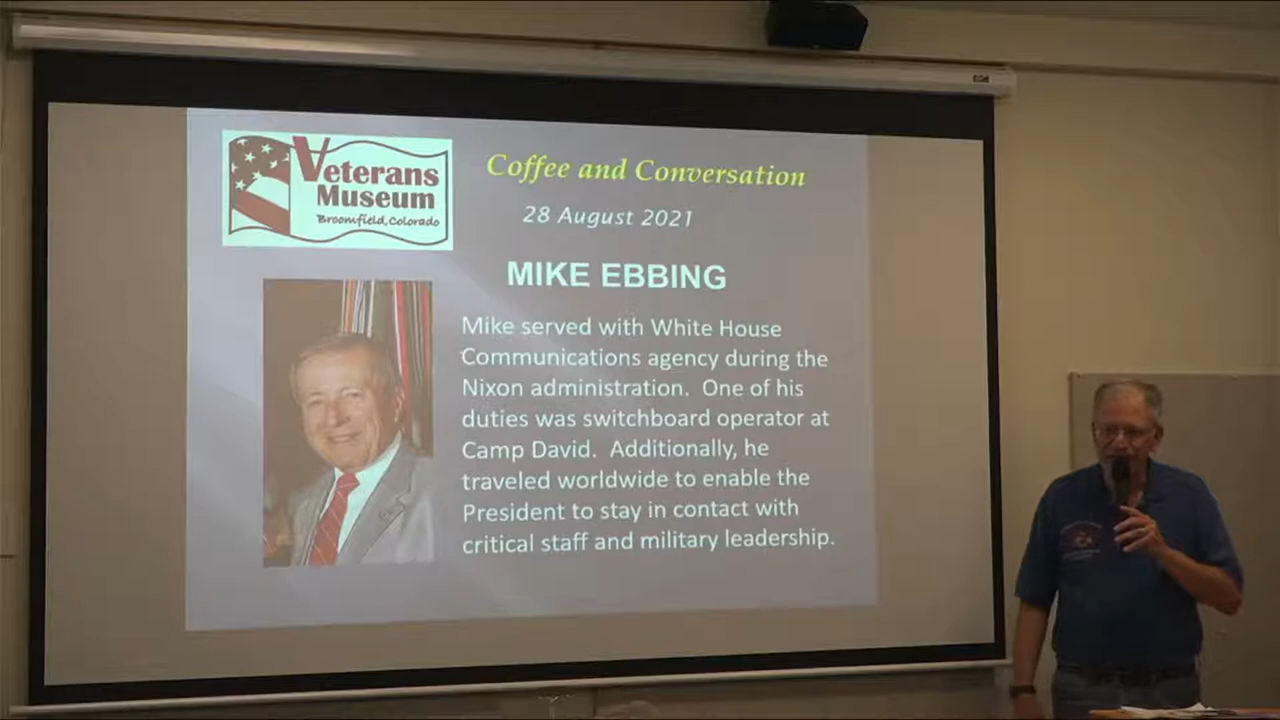 Veterans
Museum
Broomfield, Colorado
Coffee and Conversation
28 August 2021
MIKE EBBING
Mike served with White House
Communications agency during the
Nixon administration. One of his
duties was switchboard operator at
Camp David. Additionally, he
traveled worldwide to enable the
President to stay in contact with
critical staff and military leadership.